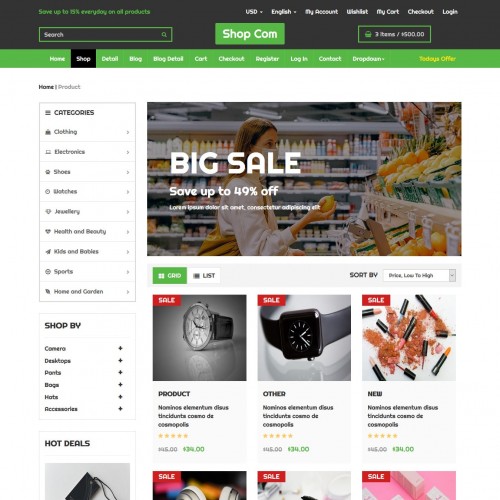 Save up to 15% everyday on all products
USD English My Account Wishlist My Cart Checkout Login
Search
Shop Com
3 Items / $500.00
Home Shop Detail Blog Blog Detail Cart Checkout Register Log In Contact Dropdown
Todays Offer
Home | Product
CATEGORIES
Clothing
Electronics
Shoes
Watches
Jewellery
Health and Beauty
Kids and Babies
Sports
Home and Garden
BIG SALE
Save up to 49% off
Lorem ipsum dolor sit amet, consectetur adipiscing elit
GRID LIST
SORT BY Price, Low To High
SHOP BY
Camera +
Desktops +
Pants +
Bags +
Hats +
Accessories +
HOT DEALS
SALE
PRODUCT
Nominos elementum disus
tincidunts cosmo de
cosmopolis
$45.00 $34.00
SALE
OTHER
Nominos elementum disus
tincidunts cosmo de
cosmopolis
$45.00 $34.00
SALE
NEW
Nominos elementum disus
tincidunts cosmo de
cosmopolis
$45.00 $34.00
SALE
SALE
SALE